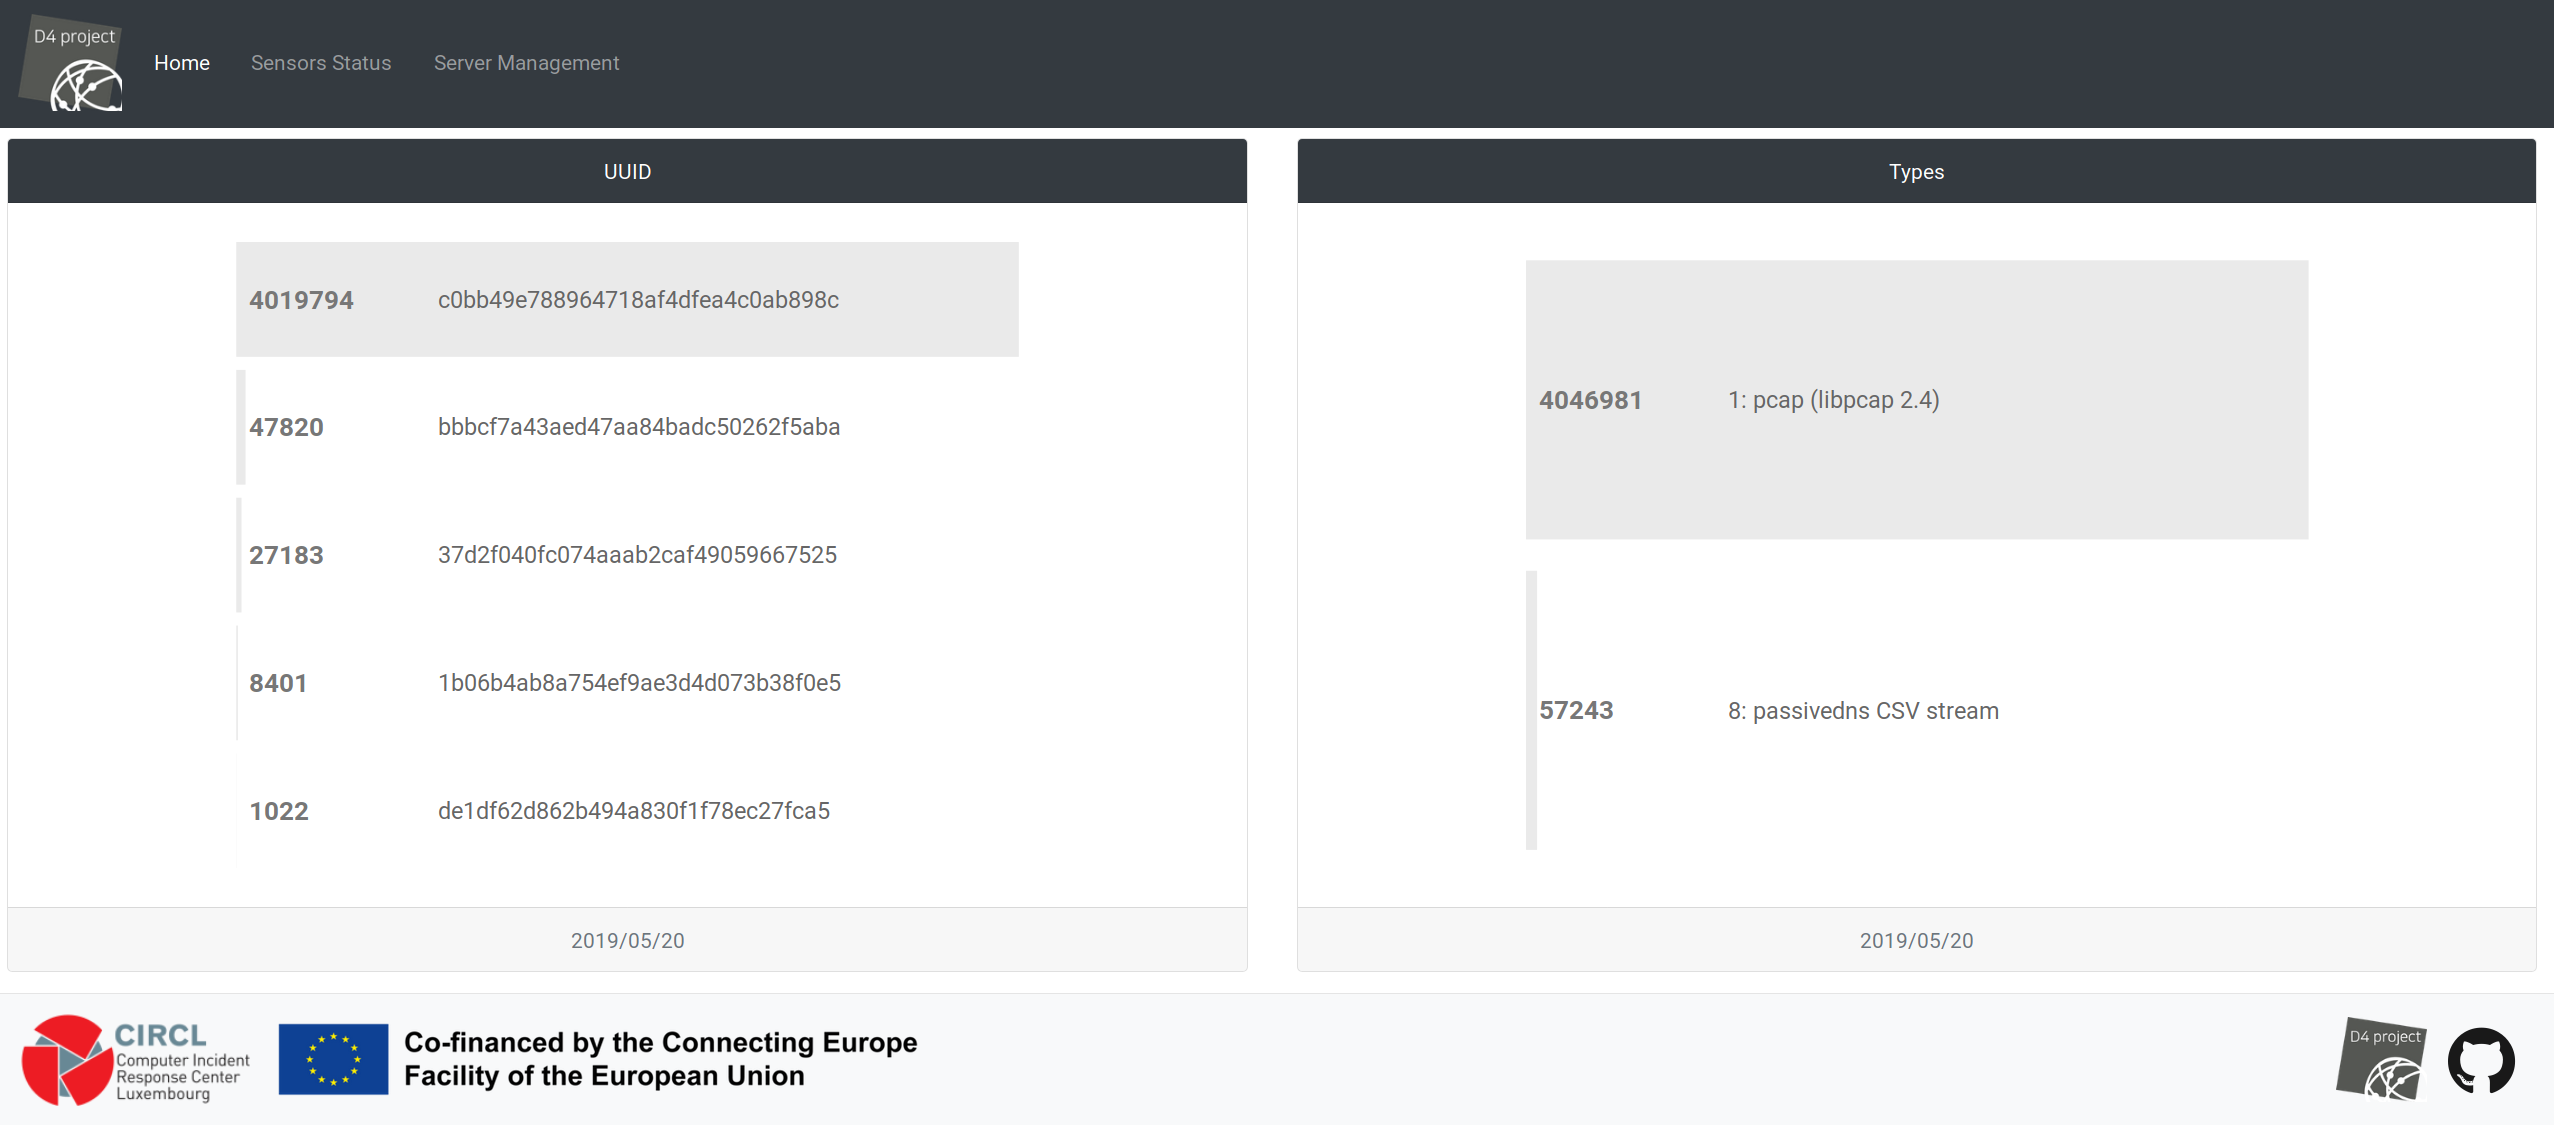 D4 project
Home Sensors Status Server Management
UUID
4019794 c0bb49e788964718af4dfea4c0ab898c
47820 bbbcf7a43aed47aa84badc50262f5aba
27183 37d2f040fc074aaab2caf49059667525
8401 1b06b4ab8a754ef9ae3d4d073b38f0e5
1022 de1df62d862b494a830f1f78ec27fca5
2019/05/20
Types
4046981 1: pcap (libpcap 2.4)
57243 8: passivedns CSV stream
2019/05/20
CIRCL
Computer Incident
Response Center
Luxembourg
Co-financed by the Connecting Europe
Facility of the European Union
D4 project